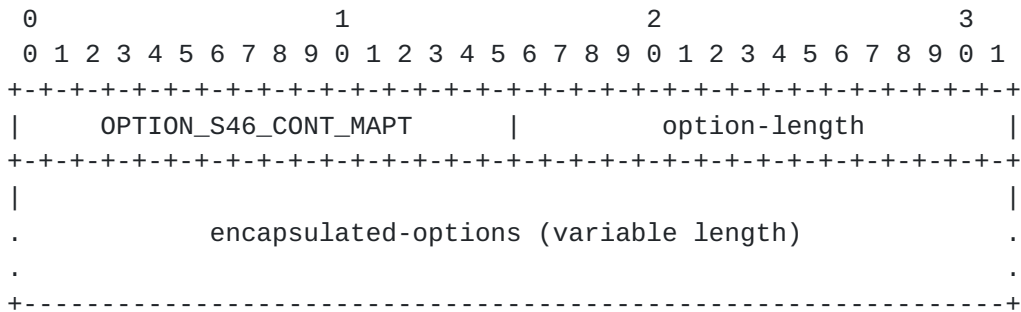 0                   1                   2                   3
 0 1 2 3 4 5 6 7 8 9 0 1 2 3 4 5 6 7 8 9 0 1 2 3 4 5 6 7 8 9 0 1
+-+-+-+-+-+-+-+-+-+-+-+-+-+-+-+-+-+-+-+-+-+-+-+-+-+-+-+-+-+-+-+-+
|     OPTION_S46_CONT_MAPT      |         option-length         |
+-+-+-+-+-+-+-+-+-+-+-+-+-+-+-+-+-+-+-+-+-+-+-+-+-+-+-+-+-+-+-+-+
|                                                               |
.            encapsulated-options (variable length)             .
.                                                               .
+---------------------------------------------------------------+